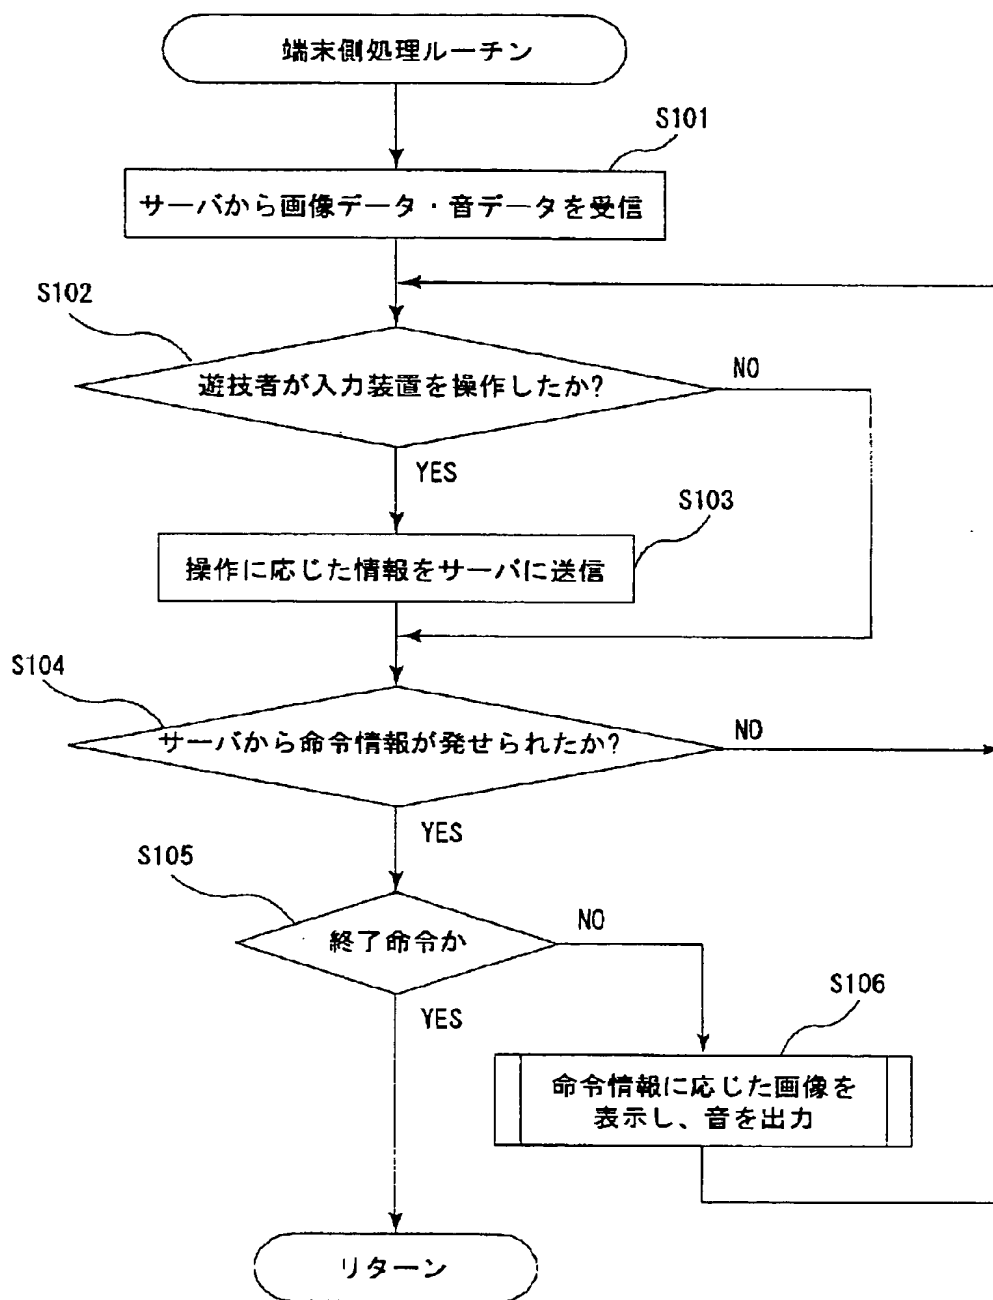 端末側処理ルーチン
S101
サーバから画像データ・音データを受信
S102
遊技者が入力装置を操作したか?
NO
YES
S103
操作に応じた情報をサーバに送信
S104
サーバから命令情報が発せられたか?
NO
YES
S105
終了命令か
NO
YES
S106
命令情報に応じた画像を
表示し、音を出力
リターン